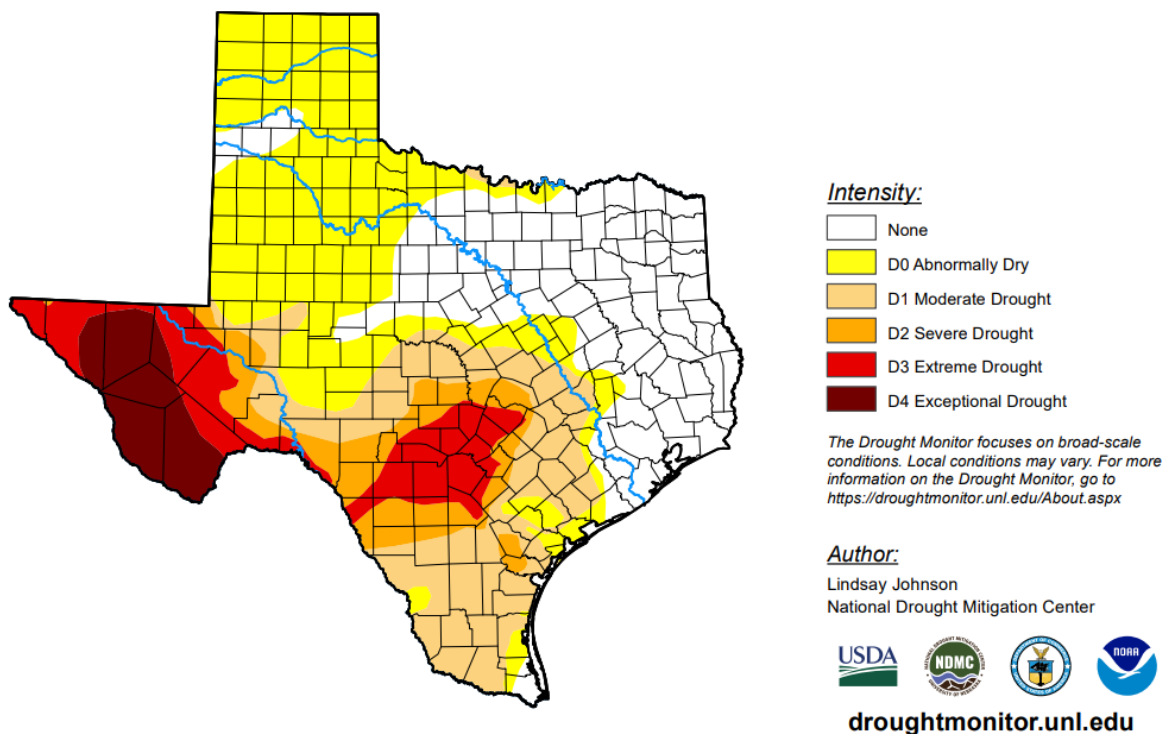 Intensity:
None
D0 Abnormally Dry
D1 Moderate Drought
D2 Severe Drought
D3 Extreme Drought
D4 Exceptional Drought
The Drought Monitor focuses on broad-scale
conditions. Local conditions may vary. For more
information on the Drought Monitor, go to
https://droughtmonitor.unl.edu/About.aspx
Author:
Lindsay Johnson
National Drought Mitigation Center
USDA
NDMC
NOAA
droughtmonitor.unl.edu